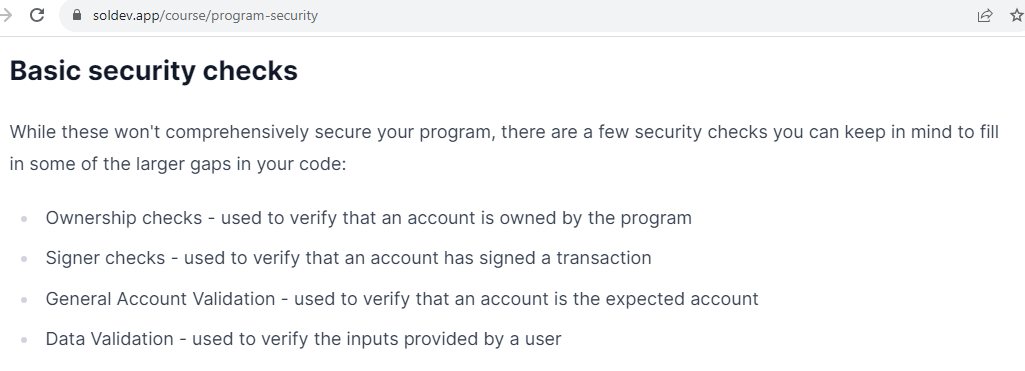 soldev.app/course/program-security
Basic security checks
While these won't comprehensively secure your program, there are a few security checks you can keep in mind to fill
in some of the larger gaps in your code:
Ownership checks - used to verify that an account is owned by the program
Signer checks - used to verify that an account has signed a transaction
General Account Validation - used to verify that an account is the expected account
Data Validation - used to verify the inputs provided by a user